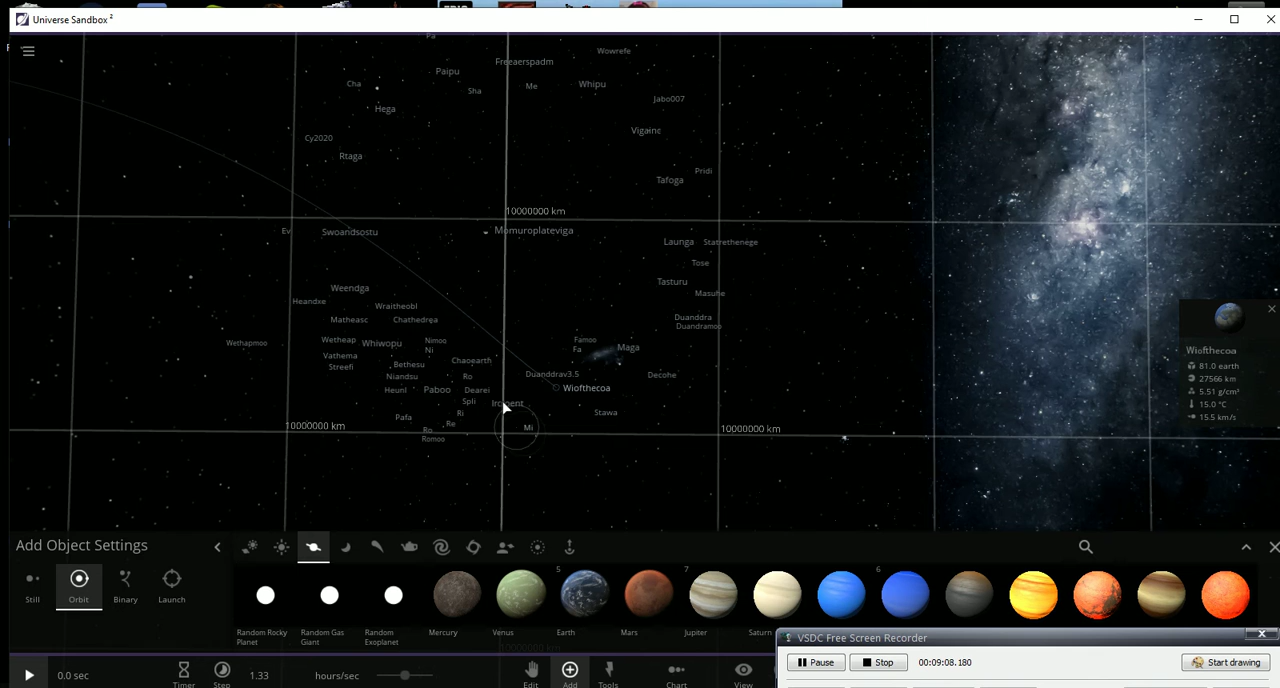 Universe Sandbox ²
Pa
Wowrefe
Freeaerspadm
Paipu
Cha
Me
Whipu
Sha
Jabo007
Hega
Vigainc
Cy2020
Rtaga
Pridi
Tafoga
10000000 km
Ev
Swoandsostu
Momuroplateviga
Launga
Statrethenege
Tose
Tasturu
Weendga
Masuhe
Heandxe
Wraitheobl
Matheasc
Chathedrea
Duanddra
Duanddramoo
Wethapmoo
Wetheap
Whiwopu
Nimoo
Ni
Famoo
Fa
Maga
Vathema
Streefi
Chaoearth
Bethesu
Niandsu
Ro
Duanddrav3.5
Decohe
Wiofthecoa
Heunl
Paboo
Dearei
Spli
Irom
Pafa
Ri
Re
Stawa
Ro
Romoo
Mi
10000000 km
10000000 km
Wiofthecoa
81.0 earth
27566 km
5.51 g/cm³
15.0 °C
15.5 km/s
Add Object Settings
Still
Orbit
Binary
Launch
5
7
6
Random Rocky
Planet
Random Gas
Giant
Random
Exoplanet
Mercury
Venus
Earth
Mars
Jupiter
Saturn
VSDC Free Screen Recorder
Pause
Stop
00:09:08.180
Start drawing
0.0 sec
Timer
Step
1.33
hours/sec
Edit
Add
Tools
Chart
View
10000000 km